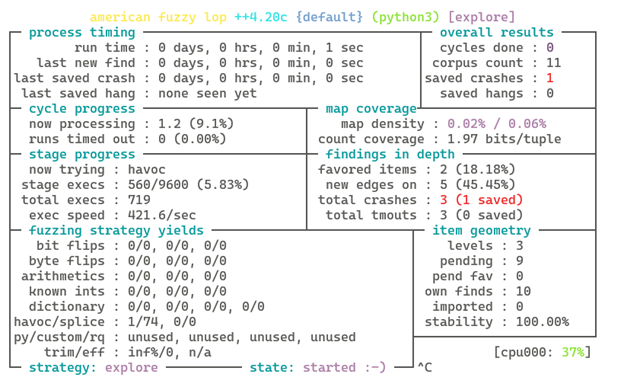 american fuzzy lop ++4.20c {default} (python3) [explore]
process timing
overall results
run time : 0 days, 0 hrs, 0 min, 1 sec
cycles done : 0
last new find : 0 days, 0 hrs, 0 min, 0 sec
corpus count : 11
last saved crash : 0 days, 0 hrs, 0 min, 0 sec
saved crashes : 1
last saved hang : none seen yet
saved hangs : 0
cycle progress
map coverage
now processing : 1.2 (9.1%)
map density : 0.02% / 0.06%
runs timed out : 0 (0.00%)
count coverage : 1.97 bits/tuple
stage progress
findings in depth
now trying : havoc
favored items : 2 (18.18%)
stage execs : 560/9600 (5.83%)
new edges on : 5 (45.45%)
total execs : 719
total crashes : 3 (1 saved)
exec speed : 421.6/sec
total tmouts : 3 (0 saved)
fuzzing strategy yields
item geometry
bit flips : 0/0, 0/0, 0/0
levels : 3
byte flips : 0/0, 0/0, 0/0
pending : 9
arithmetics : 0/0, 0/0, 0/0
pend fav : 0
known ints : 0/0, 0/0, 0/0
own finds : 10
dictionary : 0/0, 0/0, 0/0, 0/0
imported : 0
havoc/splice : 1/74, 0/0
stability : 100.00%
py/custom/rq : unused, unused, unused, unused
trim/eff : inf%/0, n/a
[cpu000: 37%]
strategy: explore
state: started :-)
^C